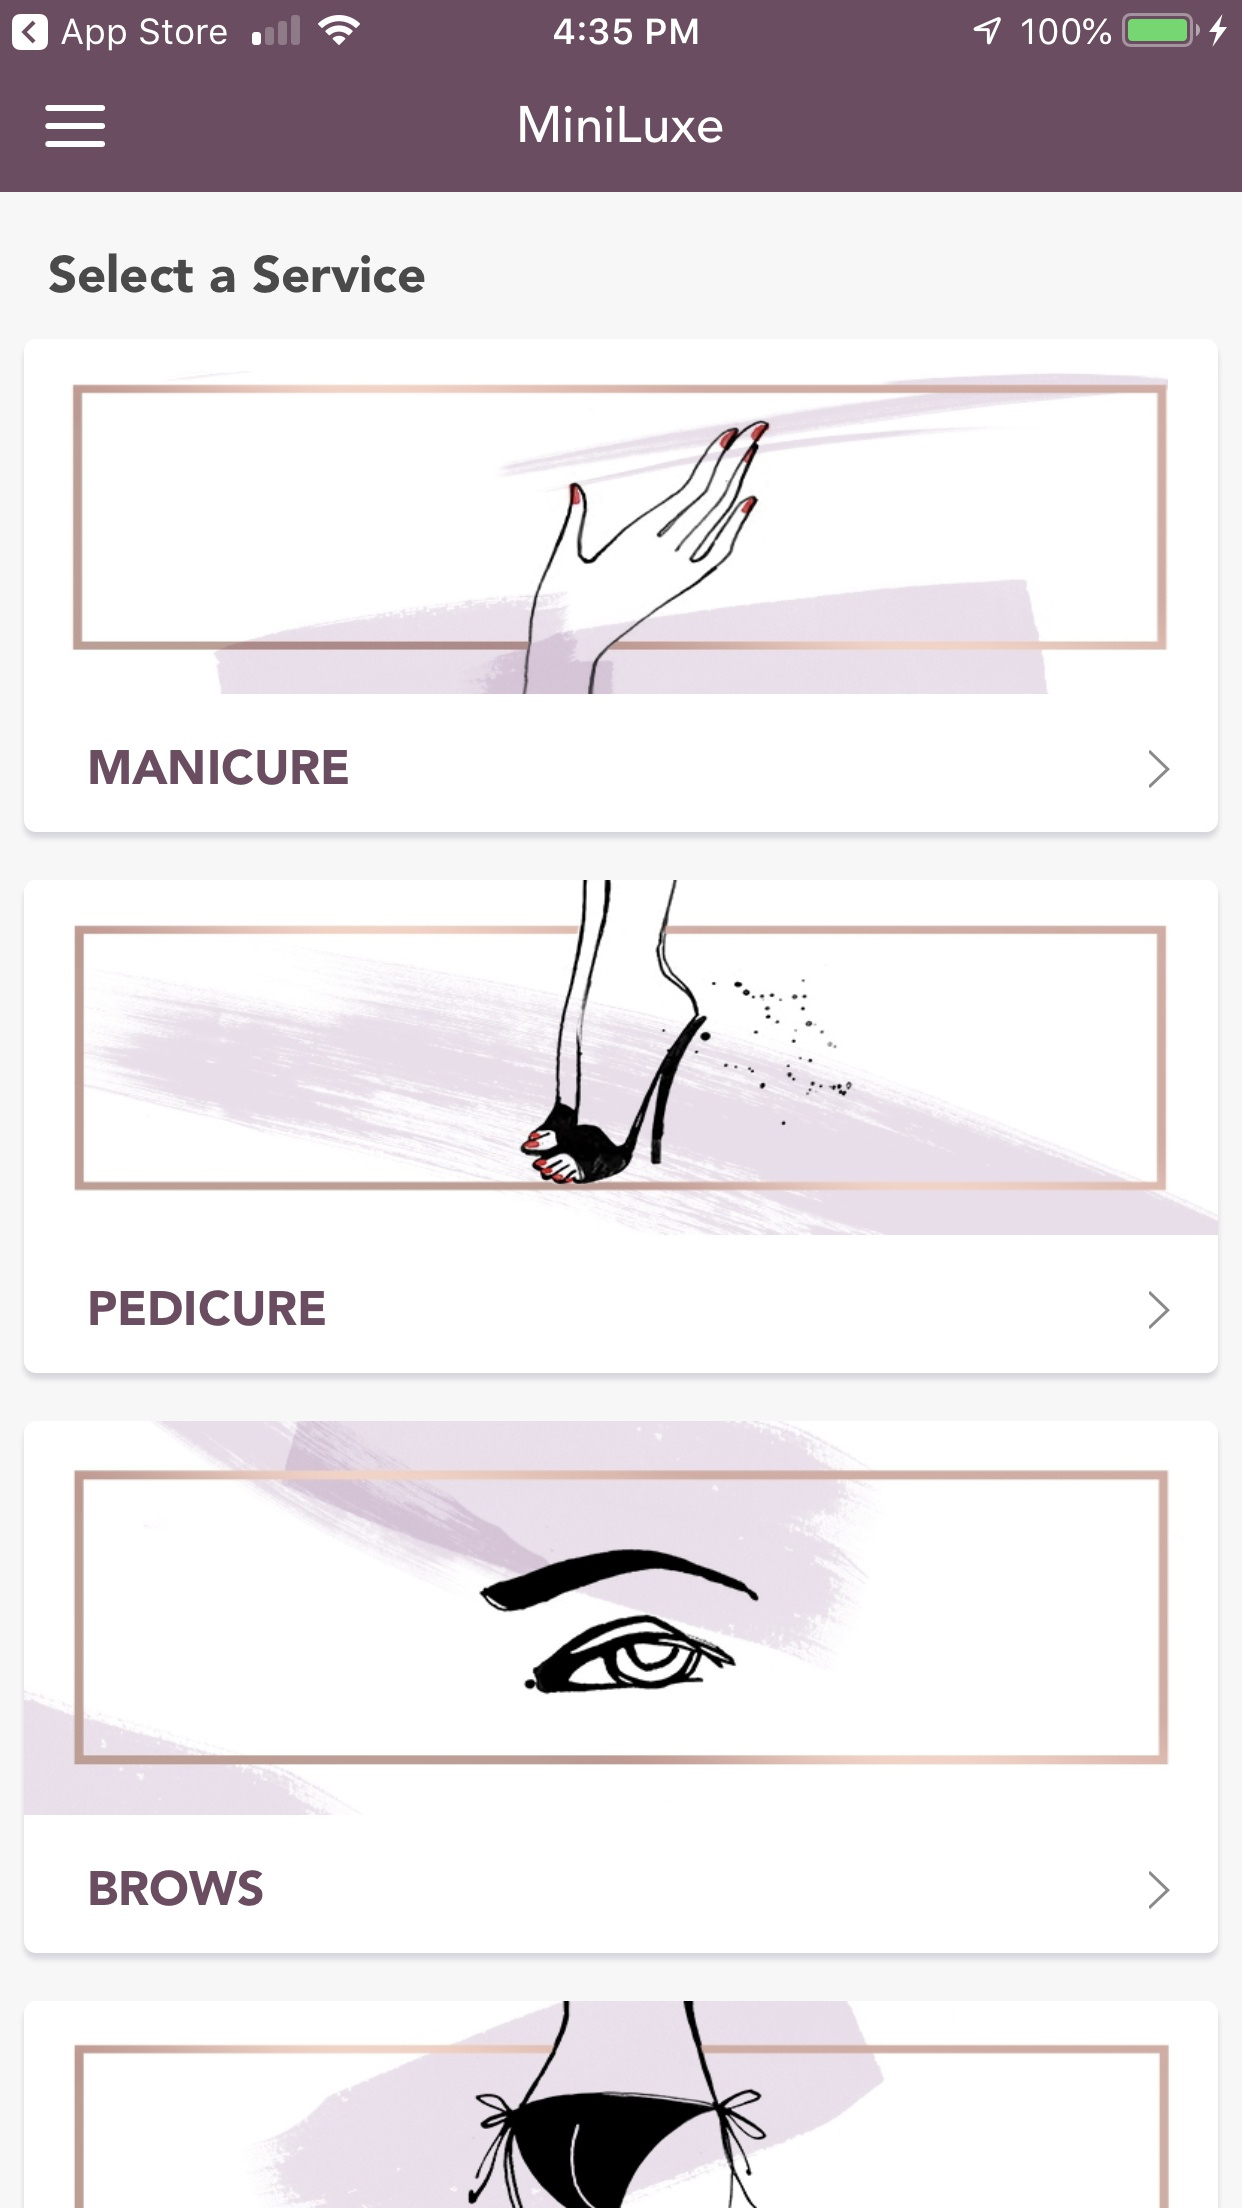 App Store
4:35 PM
100%
MiniLuxe
Select a Service
MANICURE
PEDICURE
BROWS